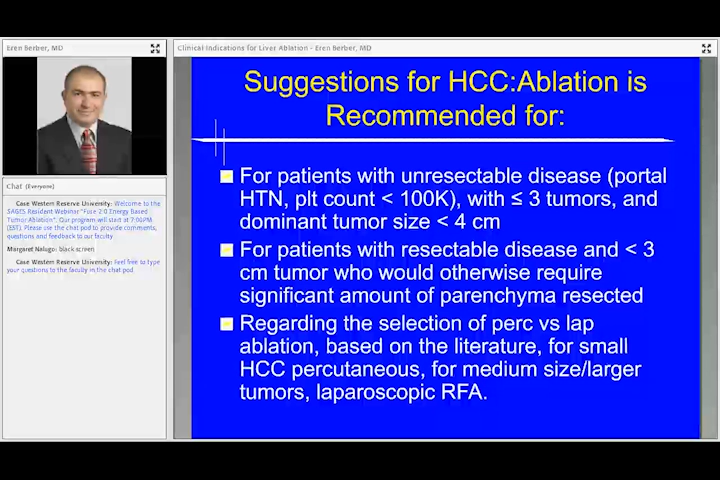 Eren Berber, MD
Clinical Indications for Liver Ablation - Eren Berber, MD
Suggestions for HCC:Ablation is
Recommended for:
For patients with unresectable disease (portal
HTN, plt count < 100K), with ≤ 3 tumors, and
dominant tumor size < 4 cm
For patients with resectable disease and < 3
cm tumor who would otherwise require
significant amount of parenchyma resected
Regarding the selection of perc vs lap
ablation, based on the literature, for small
HCC percutaneous, for medium size/larger
tumors, laparoscopic RFA.
Chat (Everyone)
Case Western Reserve University: Welcome to the
SAGES Resident Webinar "Fuse 2.0 Energy Based
Tumor Ablation". Our program will start at 7:00PM
(EST). Please use the chat pod to provide comments,
questions and feedback to our faculty
Margaret Nalugo: black screen
Case Western Reserve University: Feel free to type
your questions to the faculty in the chat pod